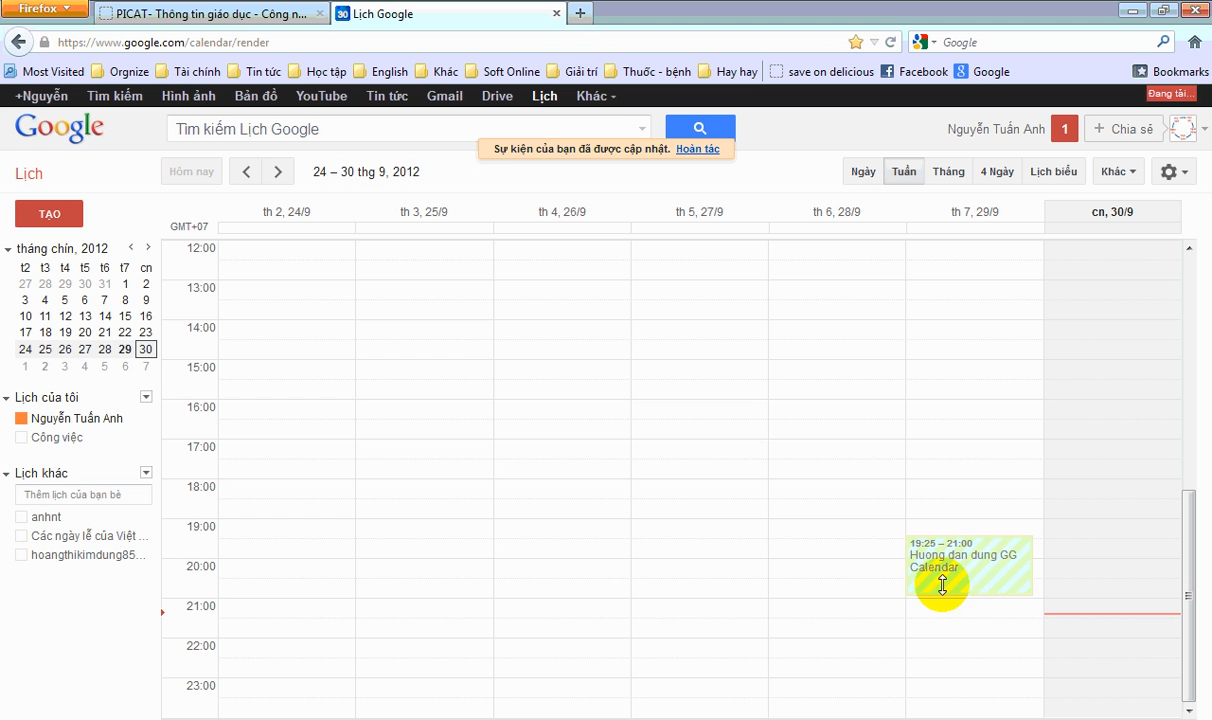 Firefox
PICAT- Thông tin giáo dục - Công n...
30 Lịch Google
https://www.google.com/calendar/render
Google
Most Visited Orgnize Tài chính Tin tức Học tập English Khác Soft Online Giải trí Thuốc - bệnh Hay hay save on delicious Facebook Google Bookmarks
+Nguyễn Tìm kiếm Hình ảnh Bản đồ YouTube Tin tức Gmail Drive Lịch Khác
Đang tải...
Google
Tìm kiếm Lịch Google
Nguyễn Tuấn Anh 1 + Chia sẻ
Sự kiện của bạn đã được cập nhật. Hoàn tác
Lịch
Hôm nay
24 – 30 thg 9, 2012
Ngày Tuần Tháng 4 Ngày Lịch biểu Khác
TẠO
th 2, 24/9 th 3, 25/9 th 4, 26/9 th 5, 27/9 th 6, 28/9 th 7, 29/9 cn, 30/9
GMT+07
tháng chín, 2012
t2 t3 t4 t5 t6 t7 cn
27 28 29 30 31 1 2
3 4 5 6 7 8 9
10 11 12 13 14 15 16
17 18 19 20 21 22 23
24 25 26 27 28 29 30
1 2 3 4 5 6 7
Lịch của tôi
Nguyễn Tuấn Anh
Công việc
Lịch khác
Thêm lịch của bạn bè
anhnt
Các ngày lễ của Việt ...
hoangthikimdung85...
12:00
13:00
14:00
15:00
16:00
17:00
18:00
19:00
20:00
21:00
22:00
23:00
19:25 – 21:00
Huong dan dung GG
Calendar